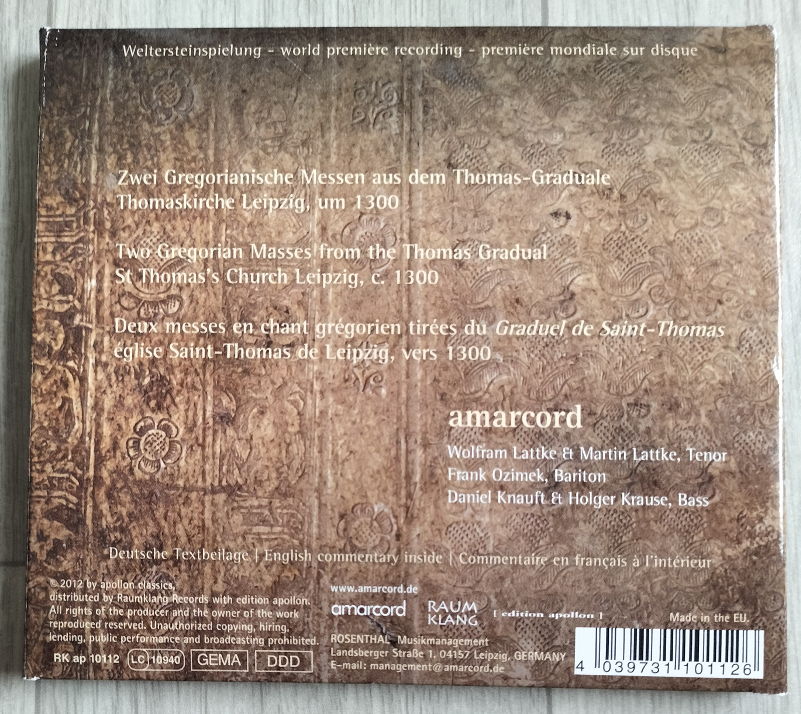 Weltersteinspielung - world première recording - première mondiale sur disque
Zwei Gregorianische Messen aus dem Thomas-Graduale
Thomaskirche Leipzig, um 1300
Two Gregorian Masses from the Thomas Gradual
St Thomas's Church Leipzig, c. 1300
Deux messes en chant grégorien tirées du Graduel de Saint-Thomas
église Saint-Thomas de Leipzig, vers 1300
amarcord
Wolfram Lattke & Martin Lattke, Tenor
Frank Ozimek, Bariton
Daniel Knauft & Holger Krause, Bass
Deutsche Textbeilage | English commentary inside | Commentaire en français à l'intérieur
©2012 by apollon classics.
distributed by Raumklang Records with edition apollon.
All rights of the producer and the owner of the work
reproduced reserved. Unauthorized copying, hiring,
lending, public performance and broadcasting prohibited.
RK ap 10112 LC 10940 GEMA DDD
www.amarcord.de
amarcord RAUM KLANG [ edition apollon ]
ROSENTHAL Musikmanagement
Landsberger Straße 1, 04157 Leipzig, GERMANY
E-mail: management@amarcord.de
Made in the EU.
4 039731 101126